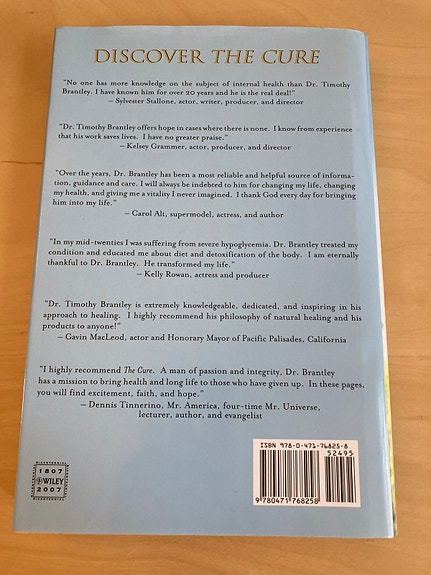 DISCOVER THE CURE
"No one has more knowledge on the subject of internal health than Dr. Timothy
Brantley. I have known him for over 20 years and he is the real deal!"
– Sylvester Stallone, actor, writer, producer, and director
"Dr. Timothy Brantley offers hope in cases where there is none. I know from experience
that his work saves lives. I have no greater praise."
– Kelsey Grammer, actor, producer, and director
"Over the years, Dr. Brantley has been a most reliable and helpful source of informa-
tion, guidance and care. I will always be indebted to him for changing my life, changing
my health, and giving me a vitality I never imagined. I thank God every day for bringing
him into my life."
– Carol Alt, supermodel, actress, and author
"In my mid-twenties I was suffering from severe hypoglycemia. Dr. Brantley treated my
condition and educated me about diet and detoxification of the body. I am eternally
thankful to Dr. Brantley. He transformed my life."
– Kelly Rowan, actress and producer
"Dr. Timothy Brantley is extremely knowledgeable, dedicated, and inspiring in his
approach to healing. I highly recommend his philosophy of natural healing and his
products to anyone!"
– Gavin MacLeod, actor and Honorary Mayor of Pacific Palisades, California
"I highly recommend The Cure. A man of passion and integrity, Dr. Brantley
has a mission to bring health and long life to those who have given up. In these pages,
you will find excitement, faith, and hope."
– Dennis Tinnerino, Mr. America, four-time Mr. Universe,
lecturer, author, and evangelist
BICENTENNIAL
1807
WILEY
2007
BICENTENNIAL
ISBN 978-0-471-76825-8
52495
9 780471 768258